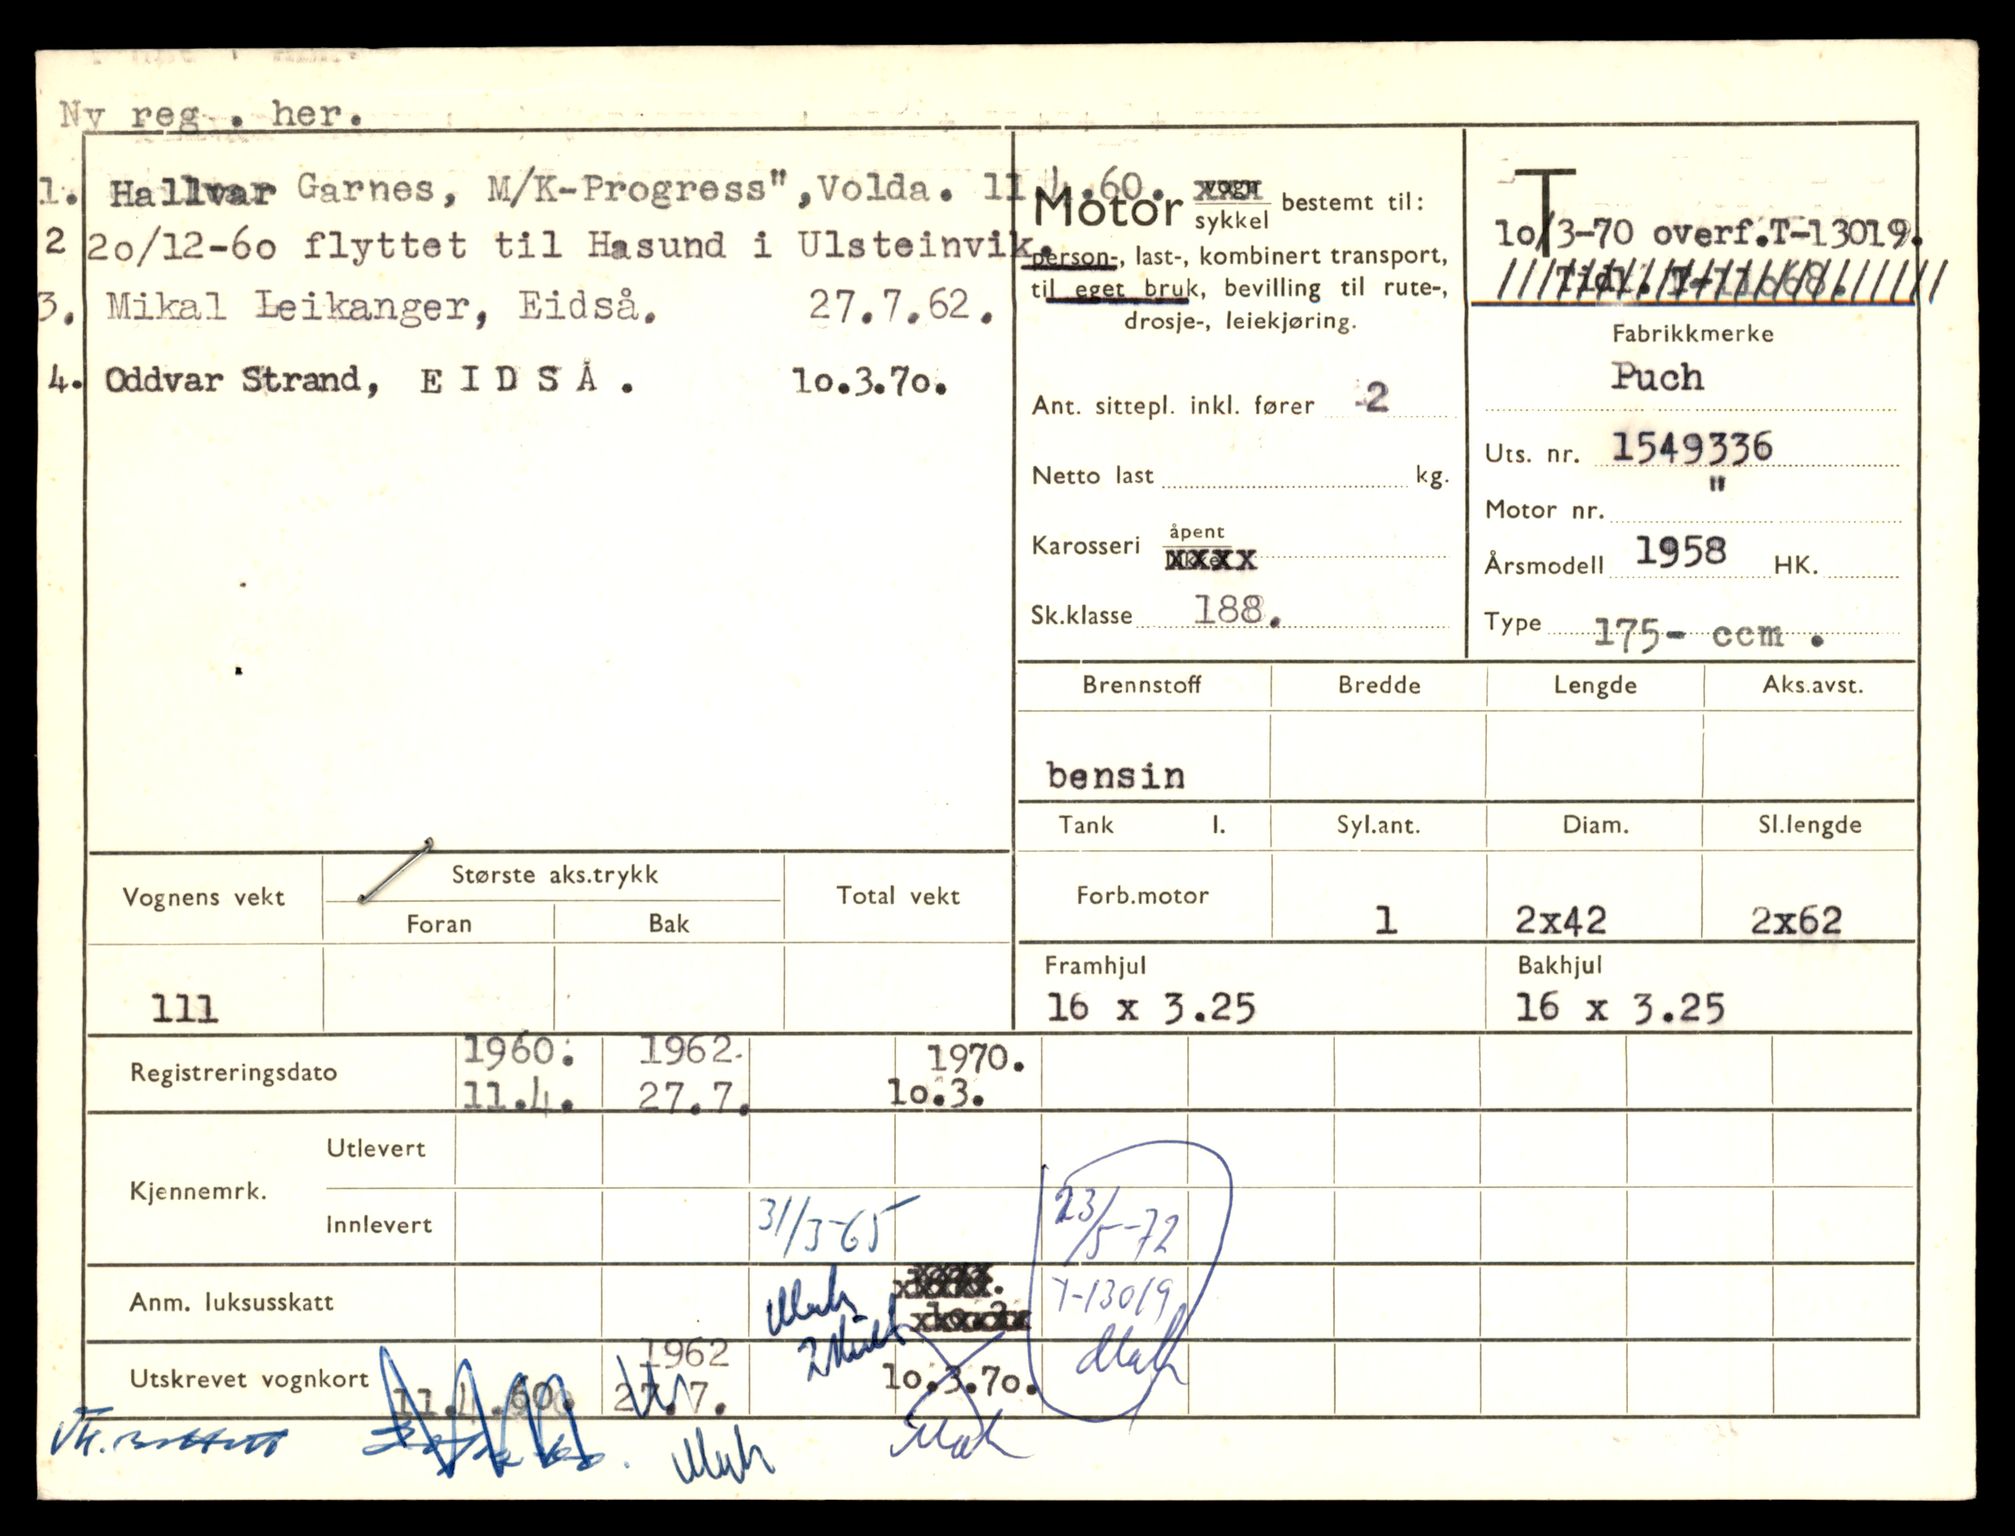 Ny reg . her.
1. Hallvar Garnes, M/K-Progress",Volda. 11.4.60.
2 2o/12-6o flyttet til Hasund i Ulsteinvik.
3. Mikal Leikanger, Eidså. 27.7.62.
4. Oddvar Strand, E I D S Å . 1o.3.7o.
Motor vogn sykkel bestemt til:
person-, last-, kombinert transport,
til eget bruk, bevilling til rute-,
drosje-, leiekjøring.
Ant. sittepl. inkl. fører 2
Netto last kg.
Karosseri åpent
xxxx
Sk.klasse 188.
T
1o/3-70 overf.T-13019.
Tidl. T-11668.
Fabrikkmerke
Puch
Uts. nr. 1549336
Motor nr. "
Årsmodell 1958 HK.
Type 175- ccm .
Brennstoff Bredde Lengde Aks.avst.
bensin
Tank l. Syl.ant. Diam. Sl.lengde
Forb.motor 1 2x42 2x62
Framhjul Bakhjul
16 x 3.25 16 x 3.25
Vognens vekt Største aks.trykk Total vekt
Foran Bak
111
Registreringsdato 1960. 1962. 1970.
11.4. 27.7. 1o.3.
Kjennemrk. Utlevert
Innlevert 31/3-65 23/5-72
Anm. luksusskatt T-13019
Utskrevet vognkort 11.4.60. 1962 27.7. 1o.3.7o.